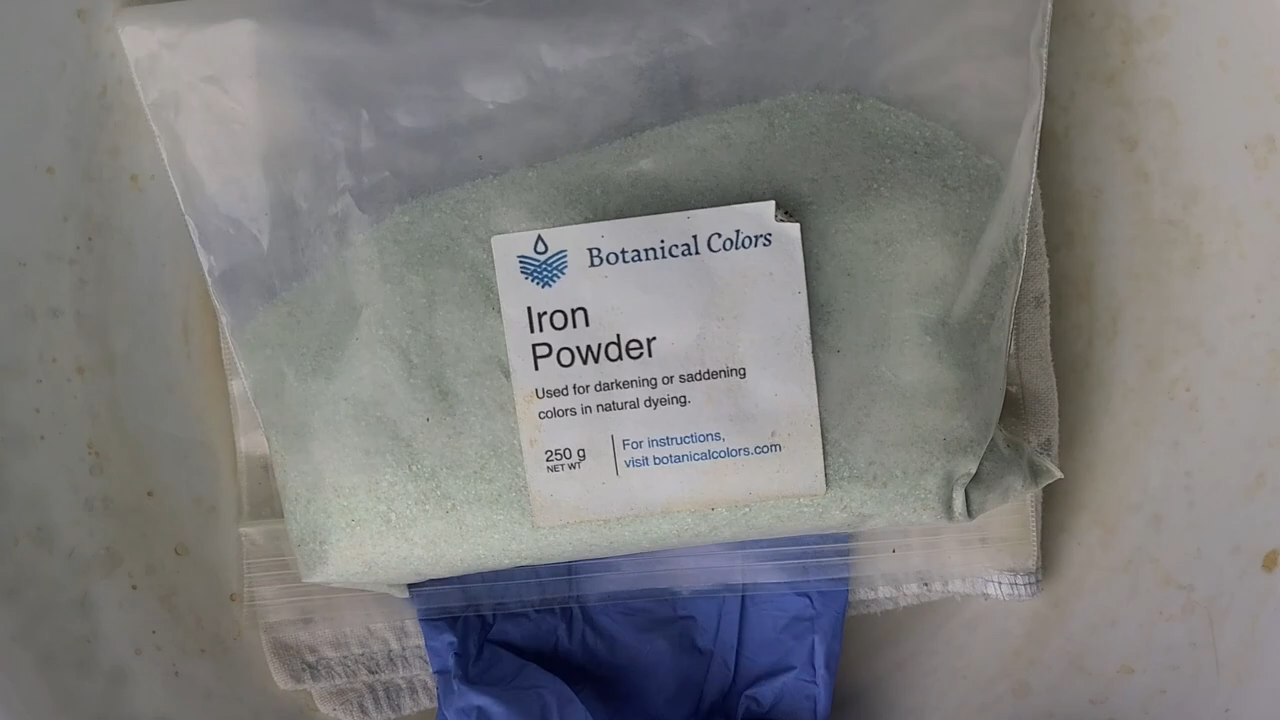 Botanical Colors
Iron
Powder
Used for darkening or saddening
colors in natural dyeing.
250 g
NET WT
For instructions,
visit botanicalcolors.com